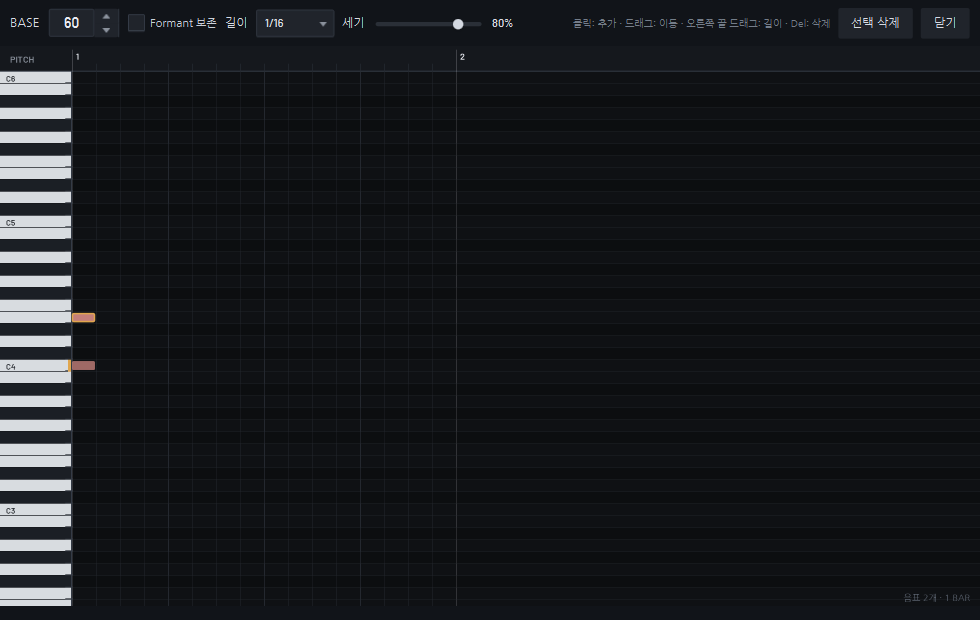 BASE 60 Formant 보존 길이 1/16 세기 80% 클릭: 추가 · 드래그: 이동 · 오른쪽 끝 드래그: 길이 · Del: 삭제 선택 삭제 닫기
PITCH 1 2
C6
C5
C4
C3
음표 2개 · 1 BAR